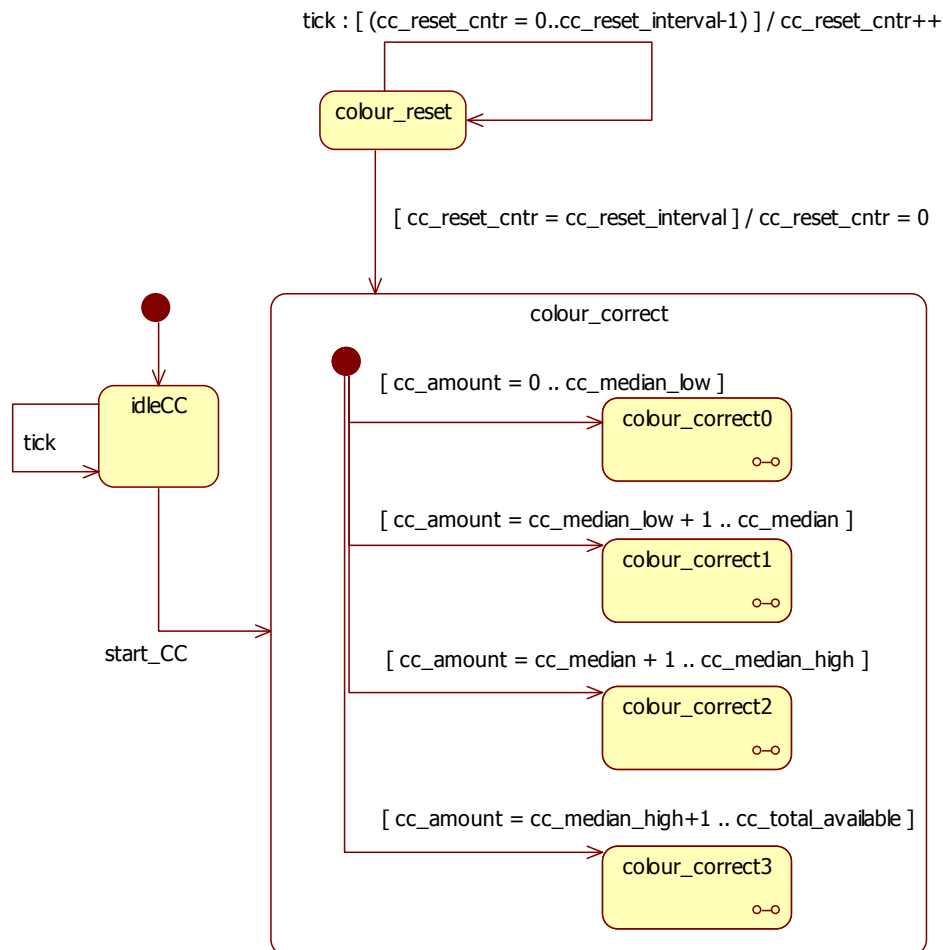 tick : [ (cc_reset_cntr = 0..cc_reset_interval-1) ] / cc_reset_cntr++
colour_reset
[ cc_reset_cntr = cc_reset_interval ] / cc_reset_cntr = 0
colour_correct
[ cc_amount = 0 .. cc_median_low ]
idleCC
colour_correct0
tick
[ cc_amount = cc_median_low + 1 .. cc_median ]
colour_correct1
start_CC
[ cc_amount = cc_median + 1 .. cc_median_high ]
colour_correct2
[ cc_amount = cc_median_high+1 .. cc_total_available ]
colour_correct3